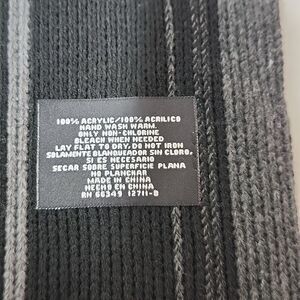 100% ACRYLIC/100% ACRILICO
HAND WASH WARM.
ONLY NON-CHLORINE
BLEACH WHEN NEEDED
LAY FLAT TO DRY, DO NOT IRON
SOLAMENTE BLANQUEADOR SIN CLORO,
SI ES NECESARIO
SECAR SOBRE SUPERFICIE PLANA
NO PLANCHAR
MADE IN CHINA
HECHO EN CHINA
RN 66349 12711-B